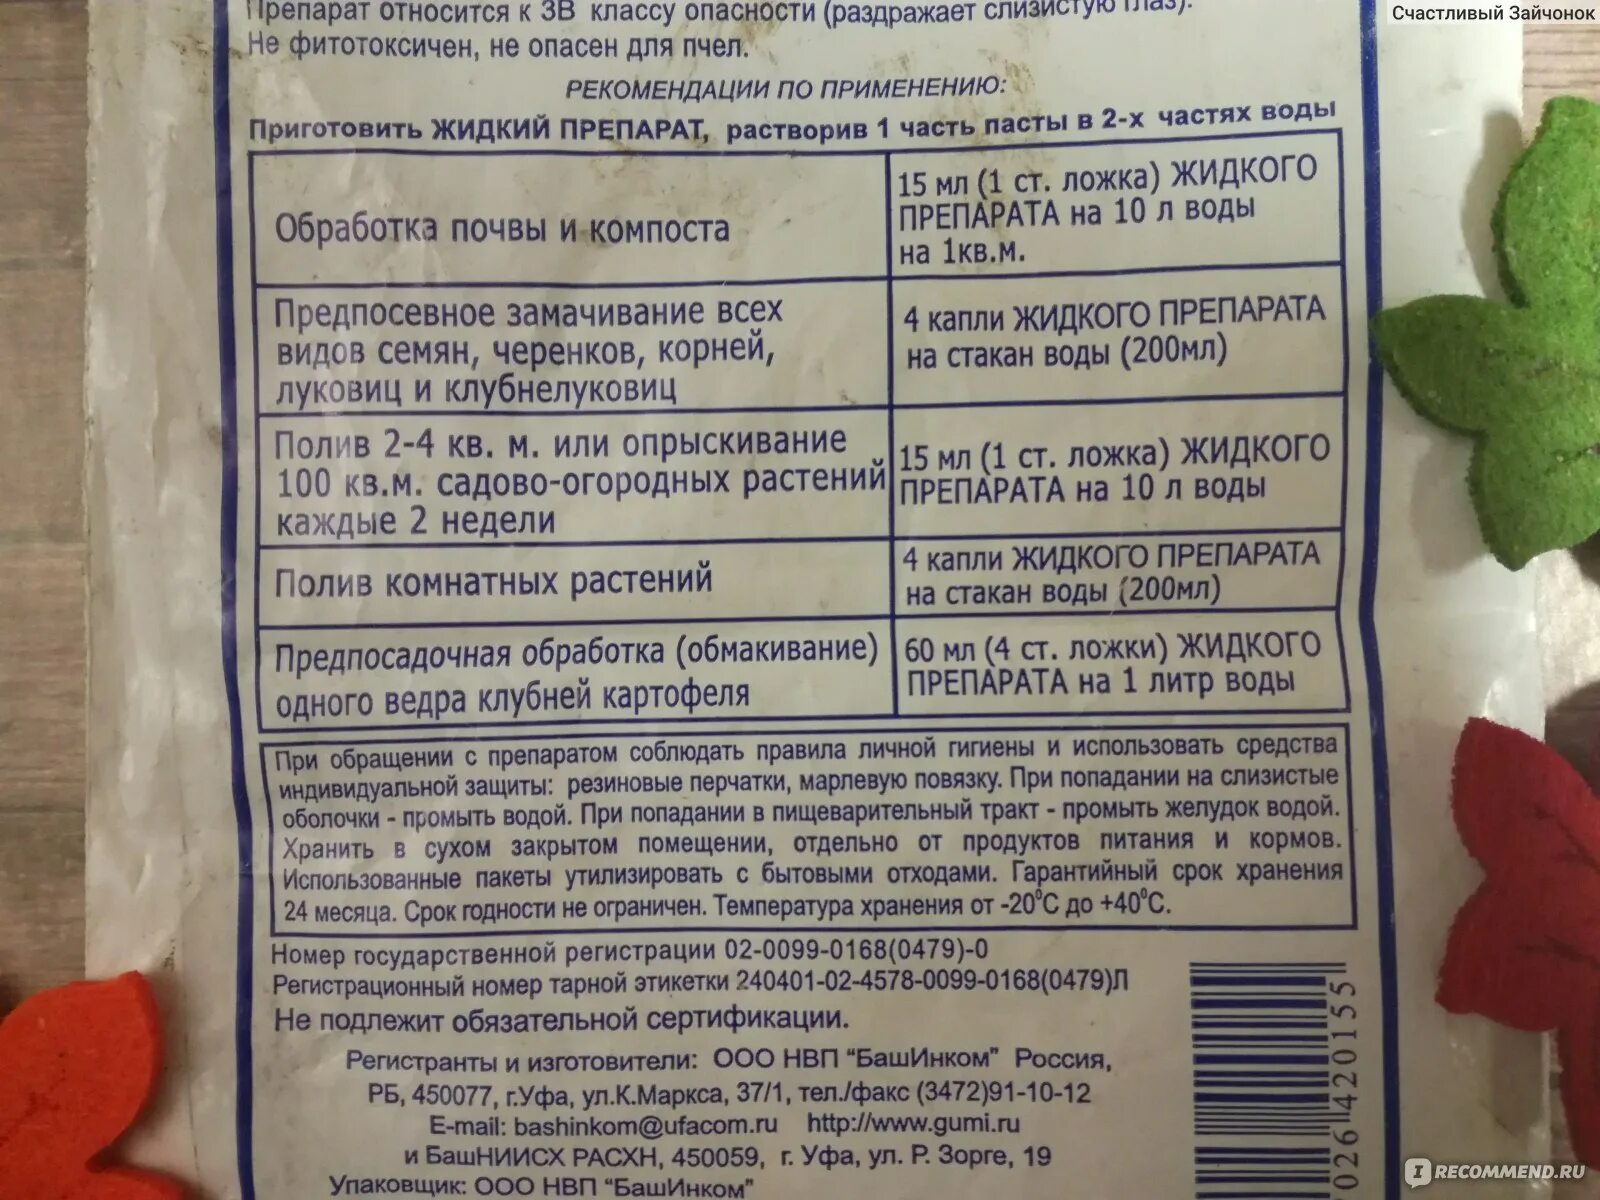 Счастливый Зайчонок
Препарат относится к 3В классу опасности (раздражает слизистую глаз).
Не фитотоксичен, не опасен для пчел.
РЕКОМЕНДАЦИИ ПО ПРИМЕНЕНИЮ:
Приготовить ЖИДКИЙ ПРЕПАРАТ, растворив 1 часть пасты в 2-х частях воды
Обработка почвы и компоста
15 мл (1 ст. ложка) ЖИДКОГО
ПРЕПАРАТА на 10 л воды
на 1кв.м.
Предпосевное замачивание всех
видов семян, черенков, корней,
луковиц и клубнелуковиц
4 капли ЖИДКОГО ПРЕПАРАТА
на стакан воды (200мл)
Полив 2-4 кв. м. или опрыскивание
100 кв.м. садово-огородных растений
каждые 2 недели
15 мл (1 ст. ложка) ЖИДКОГО
ПРЕПАРАТА на 10 л воды
Полив комнатных растений
4 капли ЖИДКОГО ПРЕПАРАТА
на стакан воды (200мл)
Предпосадочная обработка (обмакивание)
одного ведра клубней картофеля
60 мл (4 ст. ложки) ЖИДКОГО
ПРЕПАРАТА на 1 литр воды
При обращении с препаратом соблюдать правила личной гигиены и использовать средства
индивидуальной защиты: резиновые перчатки, марлевую повязку. При попадании на слизистые
оболочки - промыть водой. При попадании в пищеварительный тракт - промыть желудок водой.
Хранить в сухом закрытом помещении, отдельно от продуктов питания и кормов.
Использованные пакеты утилизировать с бытовыми отходами. Гарантийный срок хранения
24 месяца. Срок годности не ограничен. Температура хранения от -20°С до +40°С.
Номер государственной регистрации 02-0099-0168(0479)-0
Регистрационный номер тарной этикетки 240401-02-4578-0099-0168(0479)Л
Не подлежит обязательной сертификации.
Регистранты и изготовители: ООО НВП "БашИнком" Россия,
РБ, 450077, г.Уфа, ул.К.Маркса, 37/1, тел./факс (3472)91-10-12
E-mail: bashinkom@ufacom.ru http://www.gumi.ru
и БашНИИСХ РАСХН, 450059, г. Уфа, ул. Р. Зорге, 19
Упаковщик: ООО НВП "БашИнком"
026 420155
IRECOMMEND.RU